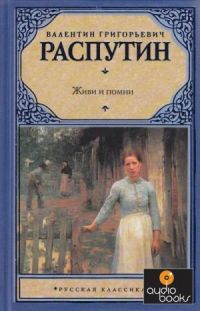 ВАЛЕНТИН ГРИГОРЬЕВИЧ
РАСПУТИН
Живи и помни
РУССКАЯ КЛАССИКА
audio
books